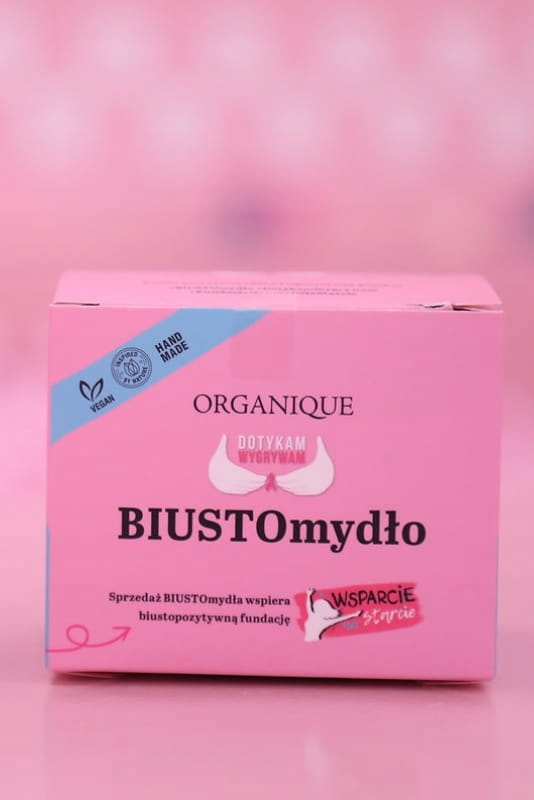 VEGAN
INSPIRED
BY NATURE
HAND
MADE
ORGANIQUE
DOTYKAM
WYGRYWAM
BIUSTOmydło
Sprzedaż BIUSTOmydła wspiera
biustopozytywną fundację
WSPARCIE
starcie